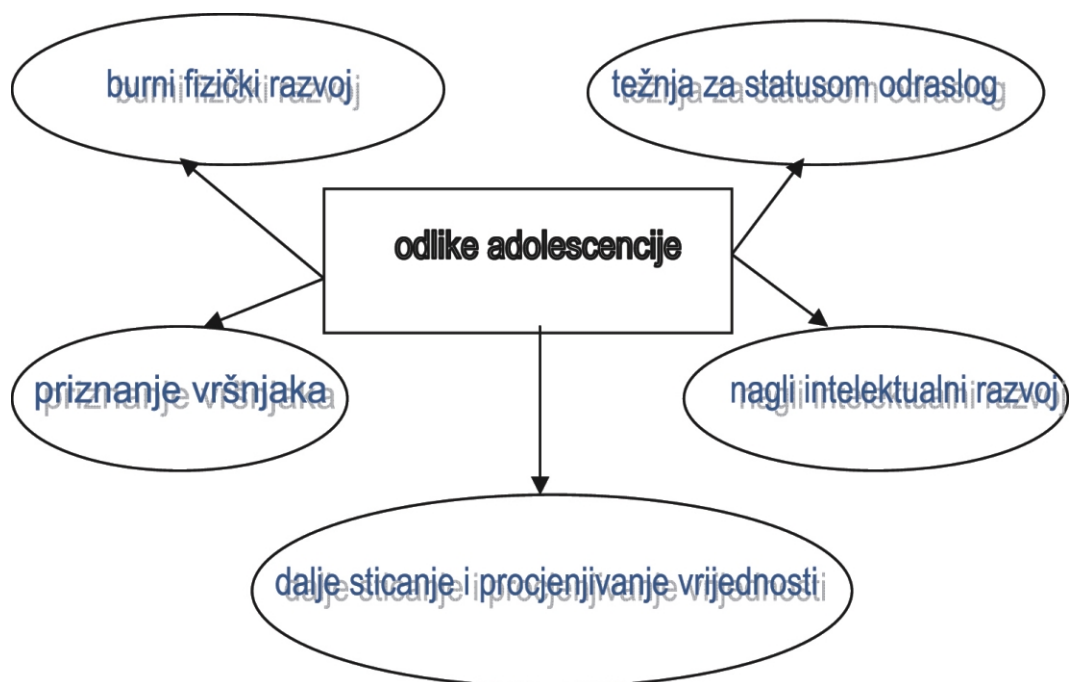 burni fizički razvoj
težnja za statusom odraslog
odlike adolescencije
priznanje vršnjaka
nagli intelektualni razvoj
dalje sticanje i procjenjivanje vrijednosti